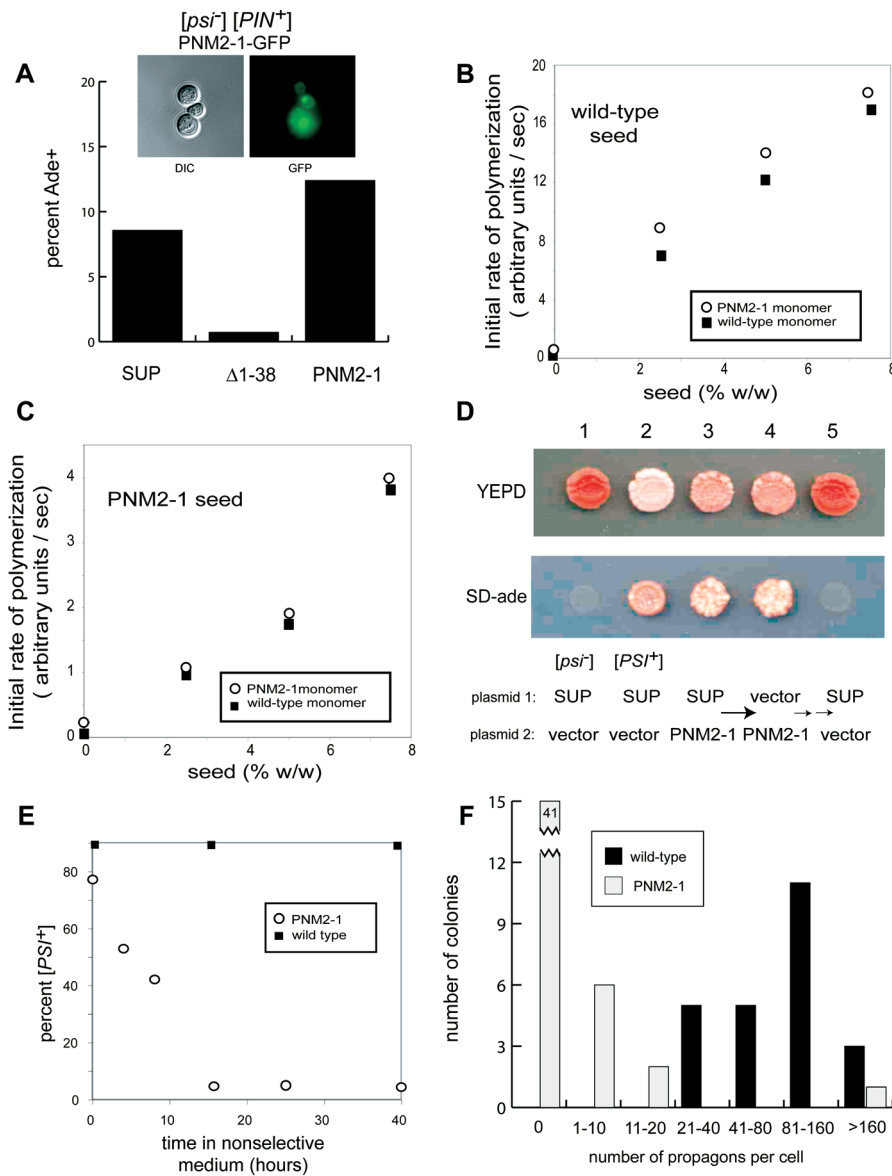 [psi-] [PIN+]
PNM2-1-GFP
A
20
15
10
5
0
percent Ade+
DIC
GFP
SUP
Δ1-38
PNM2-1
B
20
16
12
8
4
0
Initial rate of polymerization
( arbitrary units / sec)
wild-type
seed
PNM2-1 monomer
wild-type monomer
0 2 4 6 8
seed (% w/w)
C
4
3
2
1
0
Initial rate of polymerization
( arbitrary units / sec)
PNM2-1 seed
PNM2-1monomer
wild-type monomer
0 2 4 6 8
seed (% w/w)
D
1 2 3 4 5
YEPD
SD-ade
[psi-] [PSI+]
plasmid 1: SUP SUP SUP vector SUP
plasmid 2: vector vector PNM2-1 PNM2-1 vector
E
80
60
40
20
0
percent [PSI+]
PNM2-1
wild type
0 10 20 30 40
time in nonselective
medium (hours)
F
15
12
9
6
3
0
number of colonies
41
wild-type
PNM2-1
0 1-10 11-20 21-40 41-80 81-160 >160
number of propagons per cell